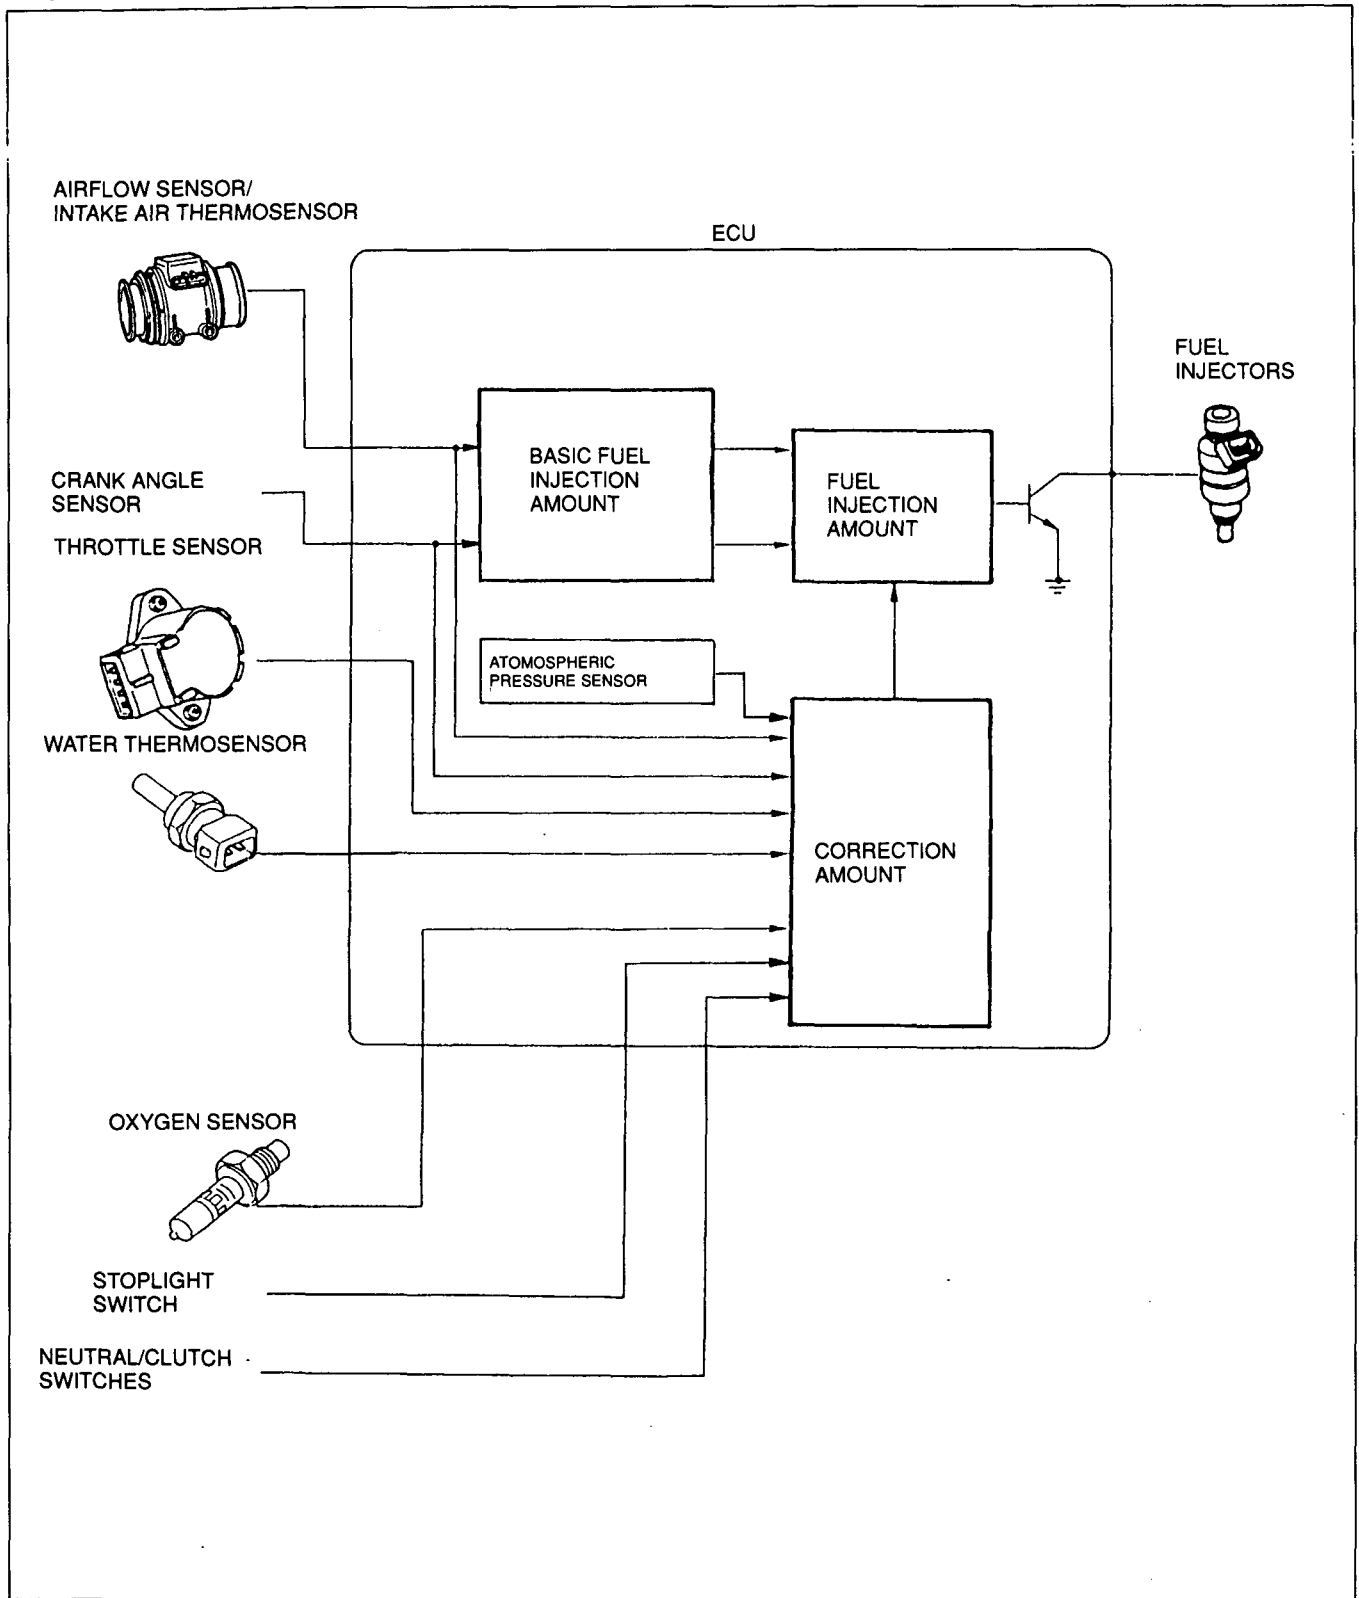 AIRFLOW SENSOR/
INTAKE AIR THERMOSENSOR
ECU
FUEL
INJECTORS
BASIC FUEL
INJECTION
AMOUNT
FUEL
INJECTION
AMOUNT
CRANK ANGLE
SENSOR
THROTTLE SENSOR
ATOMOSPHERIC
PRESSURE SENSOR
WATER THERMOSENSOR
CORRECTION
AMOUNT
OXYGEN SENSOR
STOPLIGHT
SWITCH
NEUTRAL/CLUTCH
SWITCHES